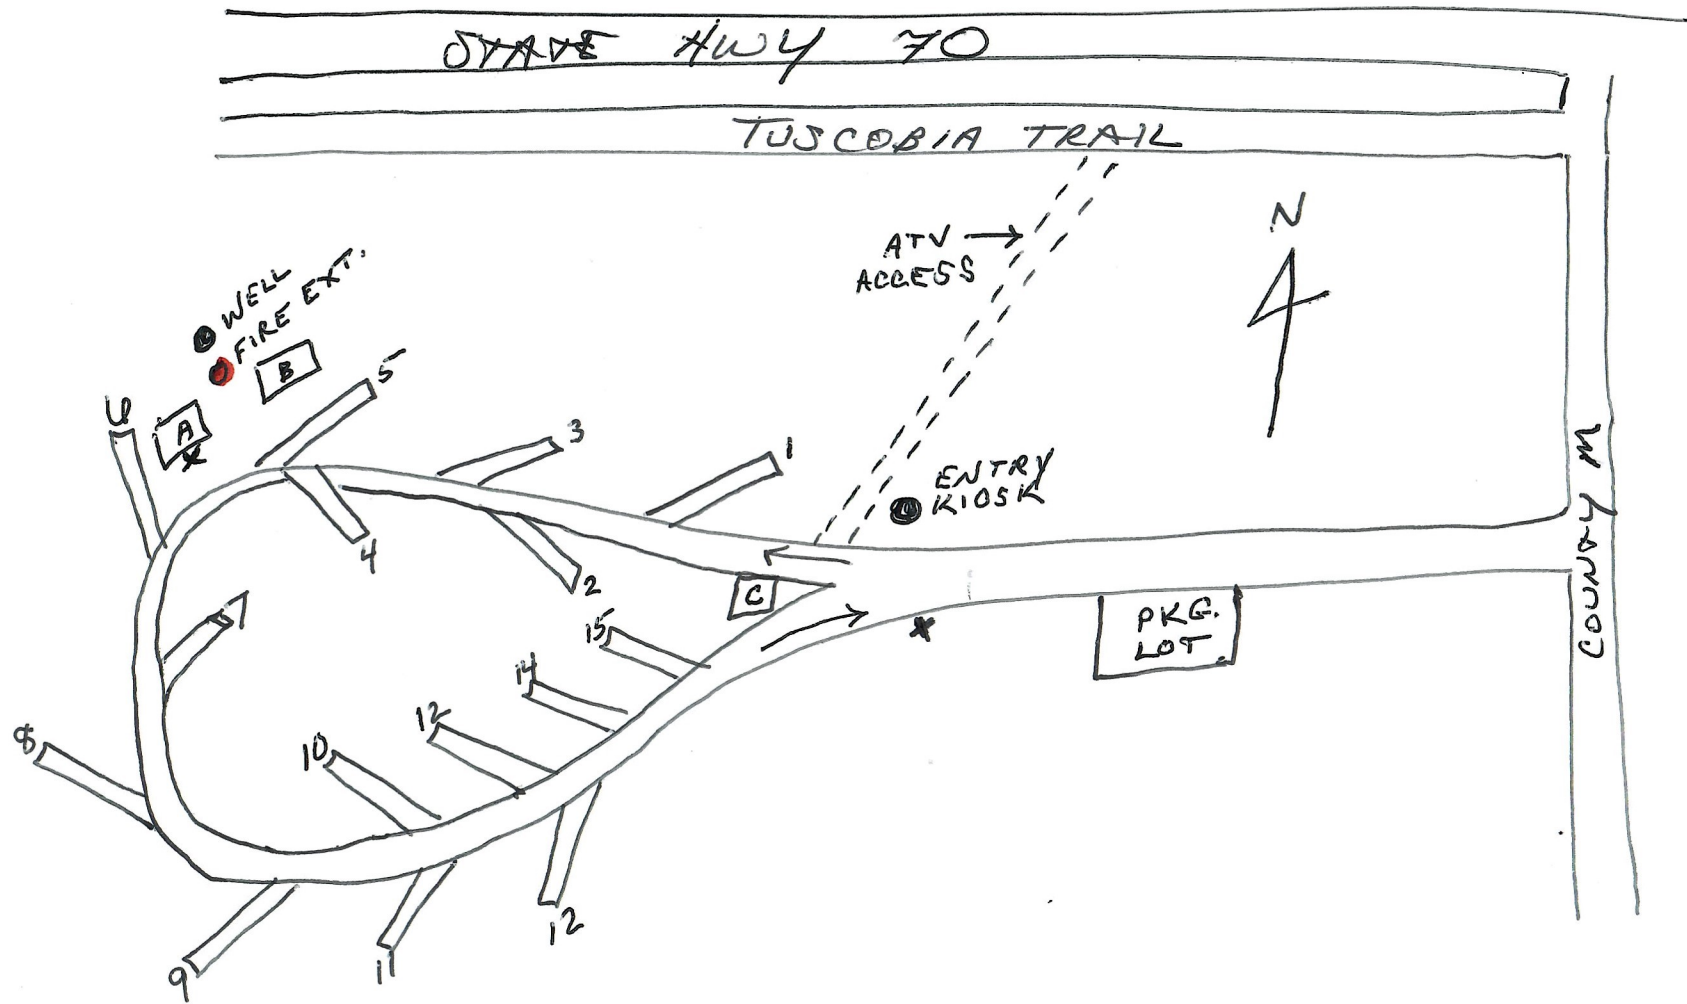 STATE HWY 70
TUSCOBIA TRAIL
N
ATV
ACCESS
WELL
FIRE EXT.
B
A
6
5
3
1
ENTRY
KIOSK
COUNTY M
4
2
C
7
15
PKG.
LOT
14
12
10
8
12
11
9